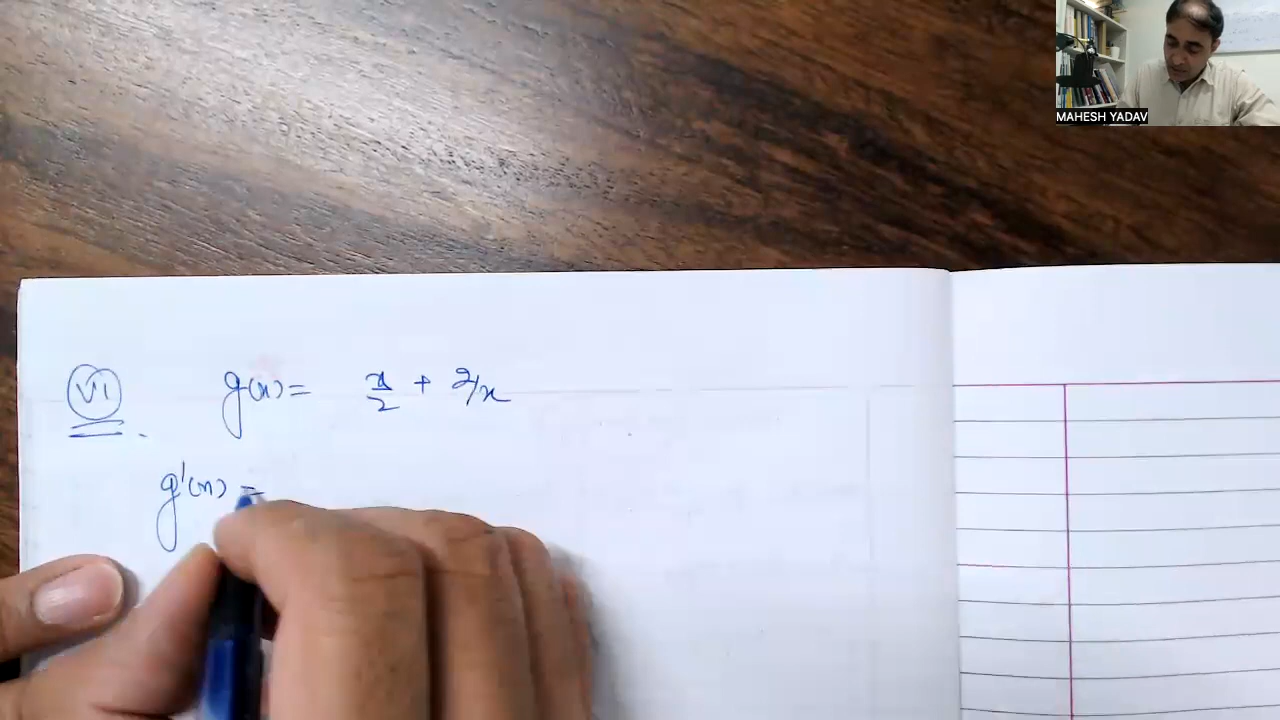 MAHESH YADAV
VI g(x) = x/2 + 2/x
g'(x) =